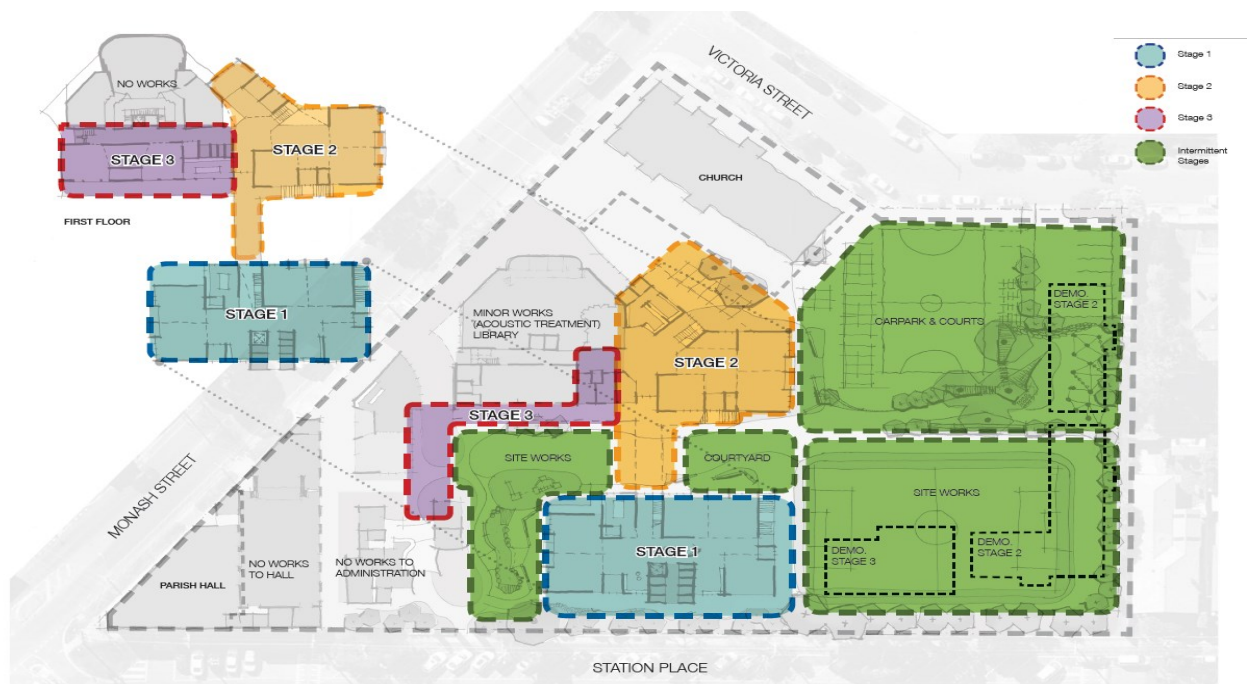 NO WORKS
STAGE 3
STAGE 2
FIRST FLOOR
STAGE 1
VICTORIA STREET
Stage 1
Stage 2
Stage 3
Intermittent
Stages
CHURCH
MINOR WORKS
(ACOUSTIC TREATMENT)
LIBRARY
STAGE 2
STAGE 3
DEMO.
STAGE 2
CARPARK & COURTS
SITE WORKS
COURTYARD
SITE WORKS
MONASH STREET
STAGE 1
DEMO.
STAGE 3
DEMO.
STAGE 2
PARISH HALL
NO WORKS
TO HALL
NO WORKS TO
ADMINISTRATION
STATION PLACE